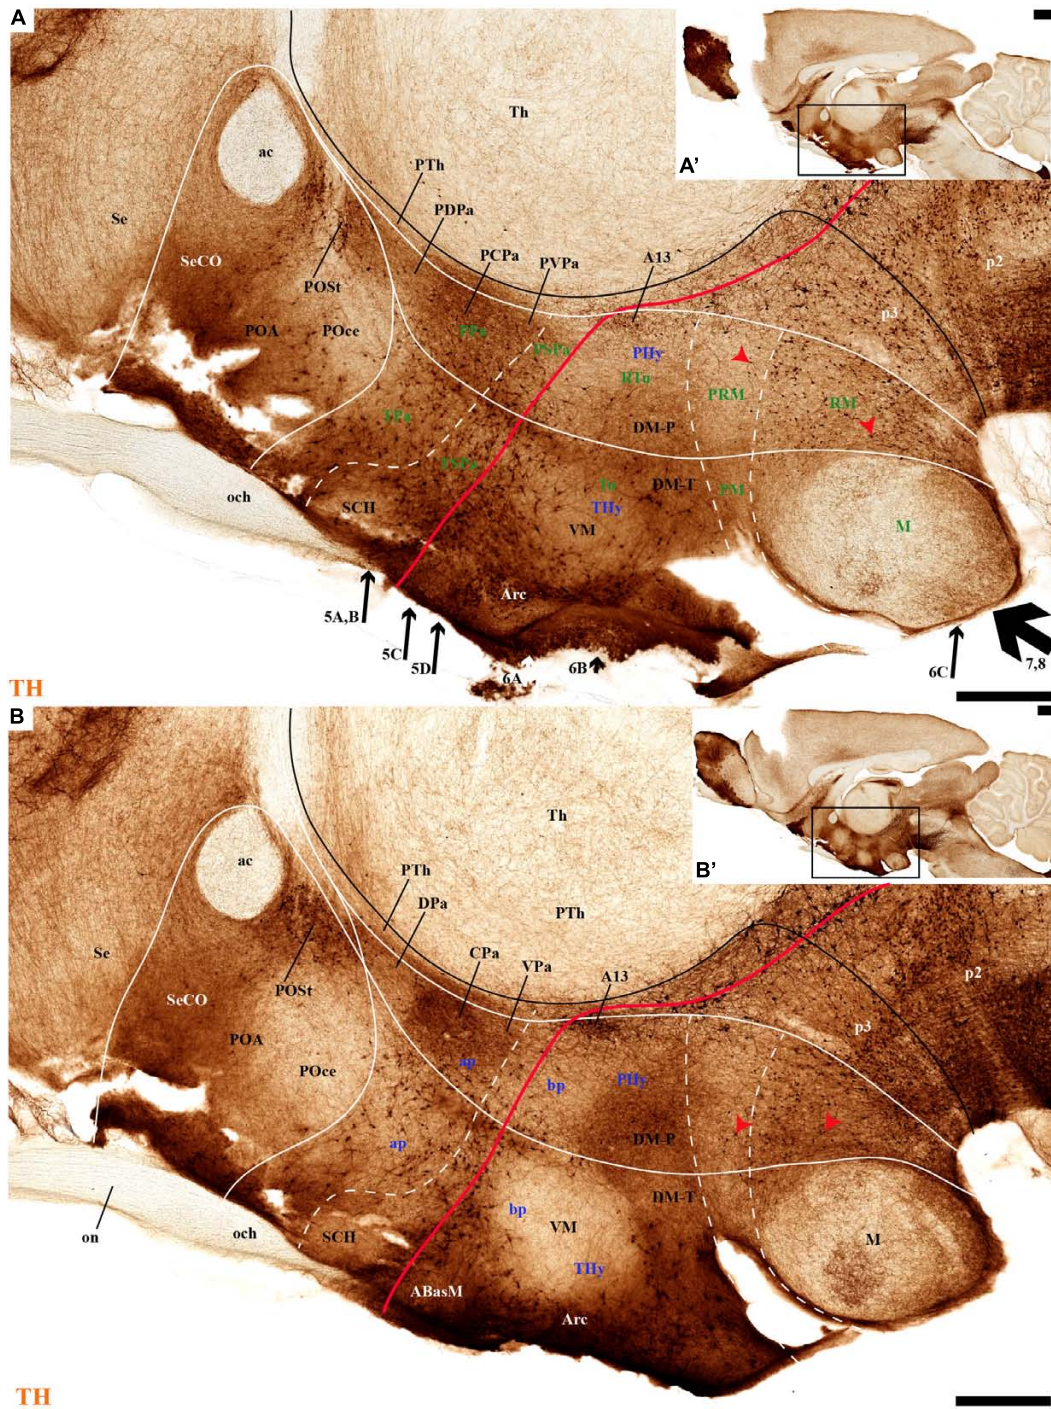 A
A'
Th
ac
PTh
PDPa
Se
PCPa
PVPa
A13
SeCO
POSt
p2
p3
POA
POce
PPa
PSPa
PHy
RTu
PRM
RM
TPa
DM-P
TSPa
Tu
DM-T
PM
och
SCH
THy
VM
M
Arc
5A,B
5C
5D
6A
6B
6C
7,8
TH
B
B'
Th
ac
PTh
DPa
PTh
CPa
VPa
A13
Se
POSt
SeCO
p2
p3
POA
POce
ap
bp
PHy
DM-P
ap
DM-T
bp
on
och
SCH
VM
M
THy
ABasM
Arc
TH